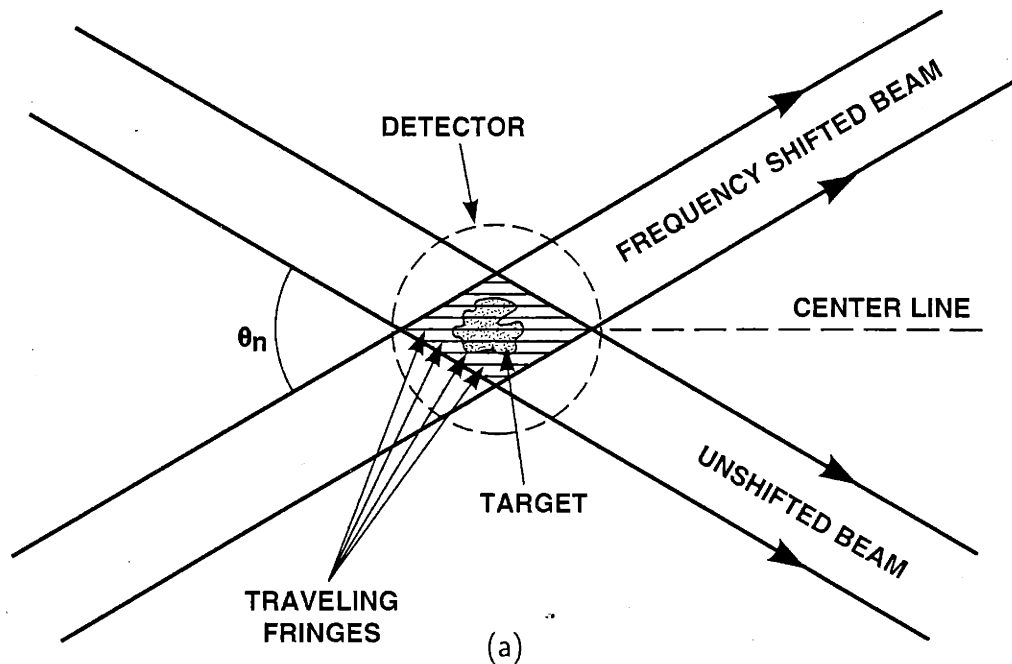 DETECTOR
FREQUENCY SHIFTED BEAM
CENTER LINE
θn
TARGET
UNSHIFTED BEAM
TRAVELING
FRINGES
(a)